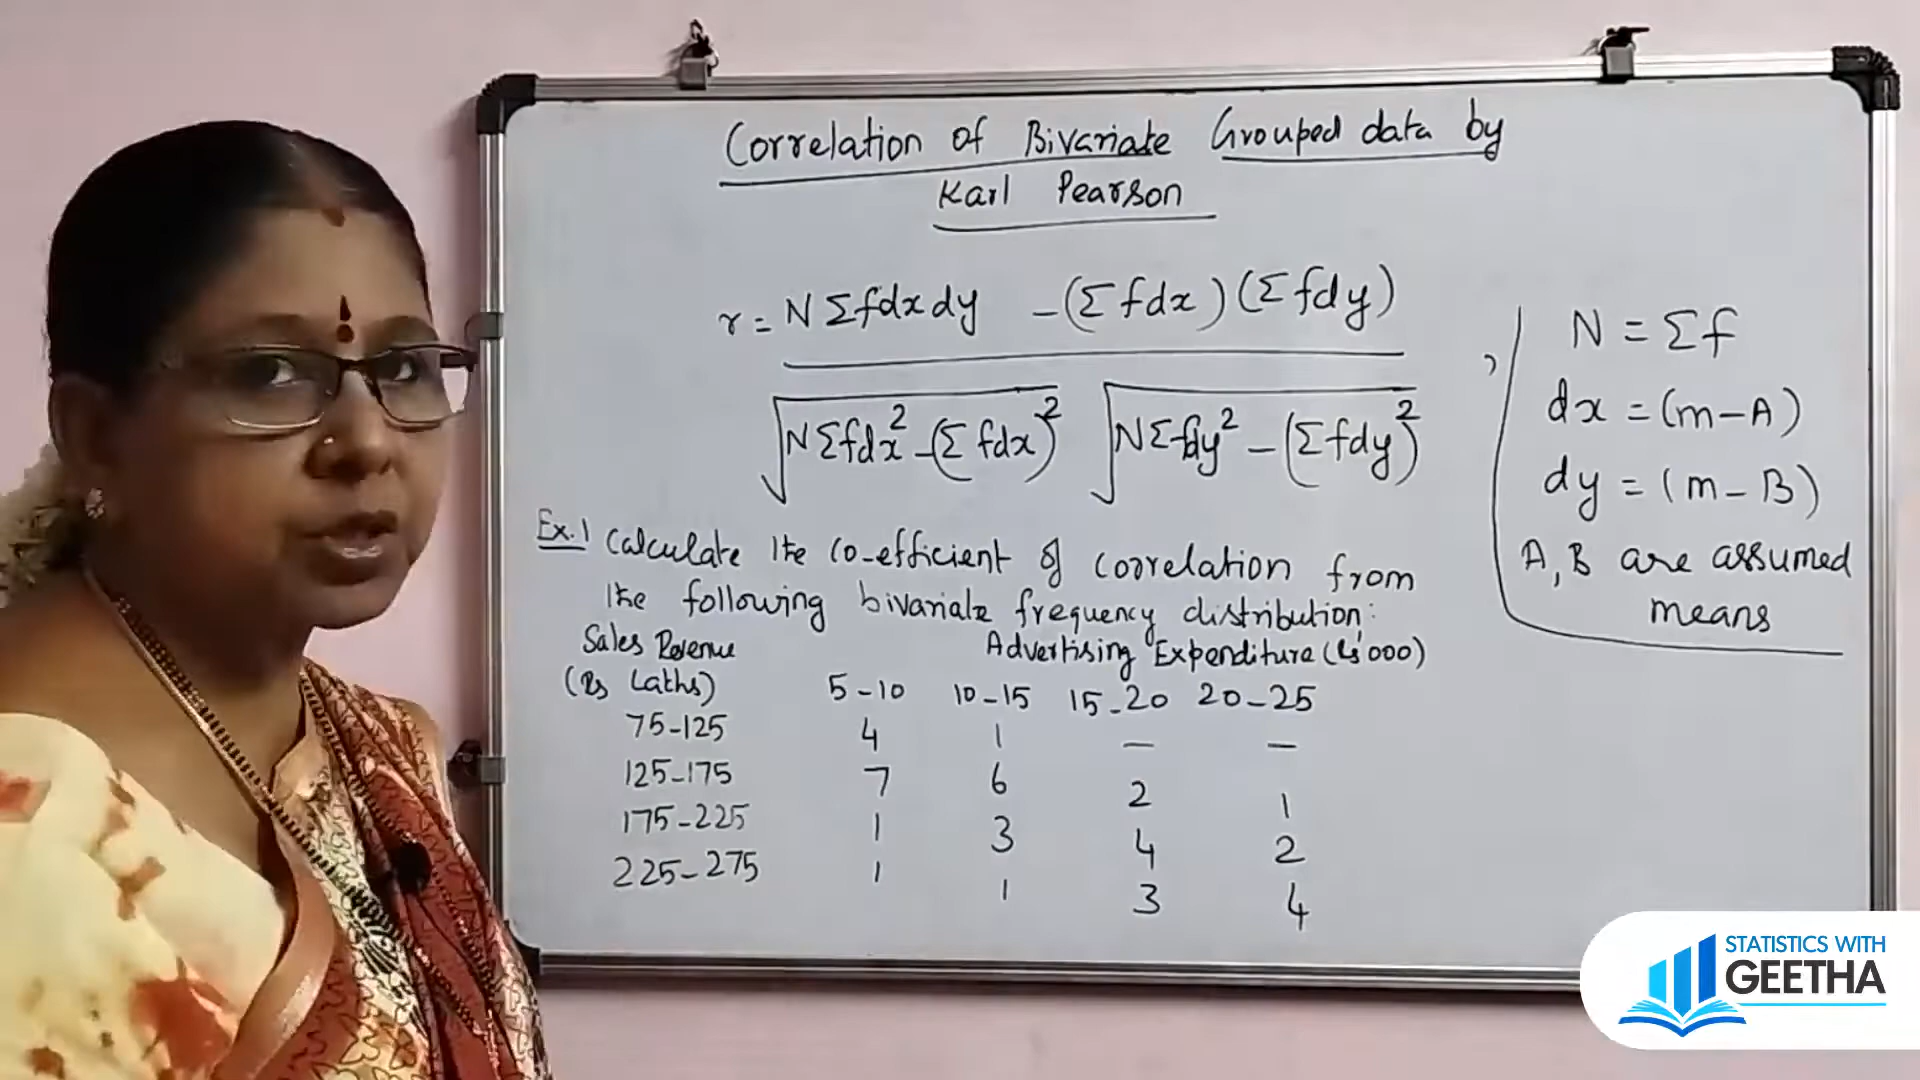 Correlation of Bivariate Grouped data by
Karl Pearson
r = N Σfdxdy - (Σfdx)(Σfdy)
√NΣfdx² - (Σfdx)² √NΣfdy² - (Σfdy)²
, N = Σf
dx = (m-A)
dy = (m-B)
A, B are assumed
means
Ex.1 Calculate the co-efficient of correlation from
the following bivariate frequency distribution:
Sales Revenue Advertising Expenditure (Rs'000)
(Rs Laths) 5-10 10-15 15-20 20-25
75-125 4 1 — —
125-175 7 6 2 1
175-225 1 3 4 2
225-275 1 1 3 4
STATISTICS WITH
GEETHA